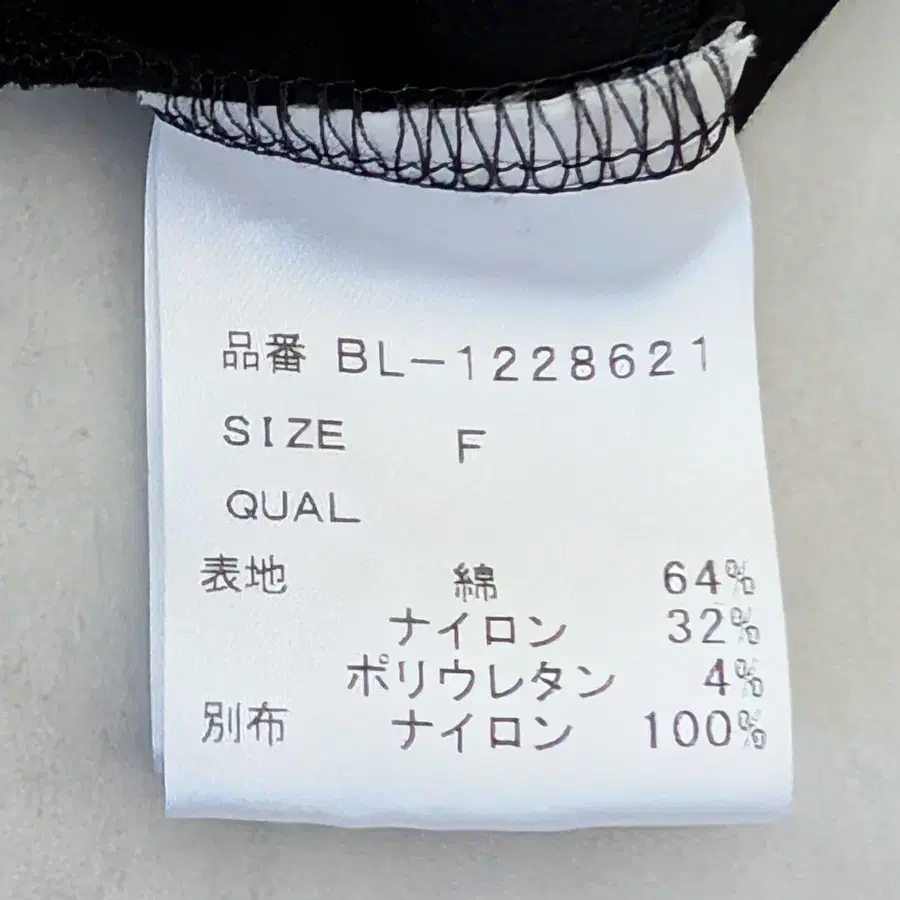 品番 BL-1228621
SIZE F
QUAL
表地 綿 64%
ナイロン 32%
ポリウレタン 4%
別布 ナイロン 100%